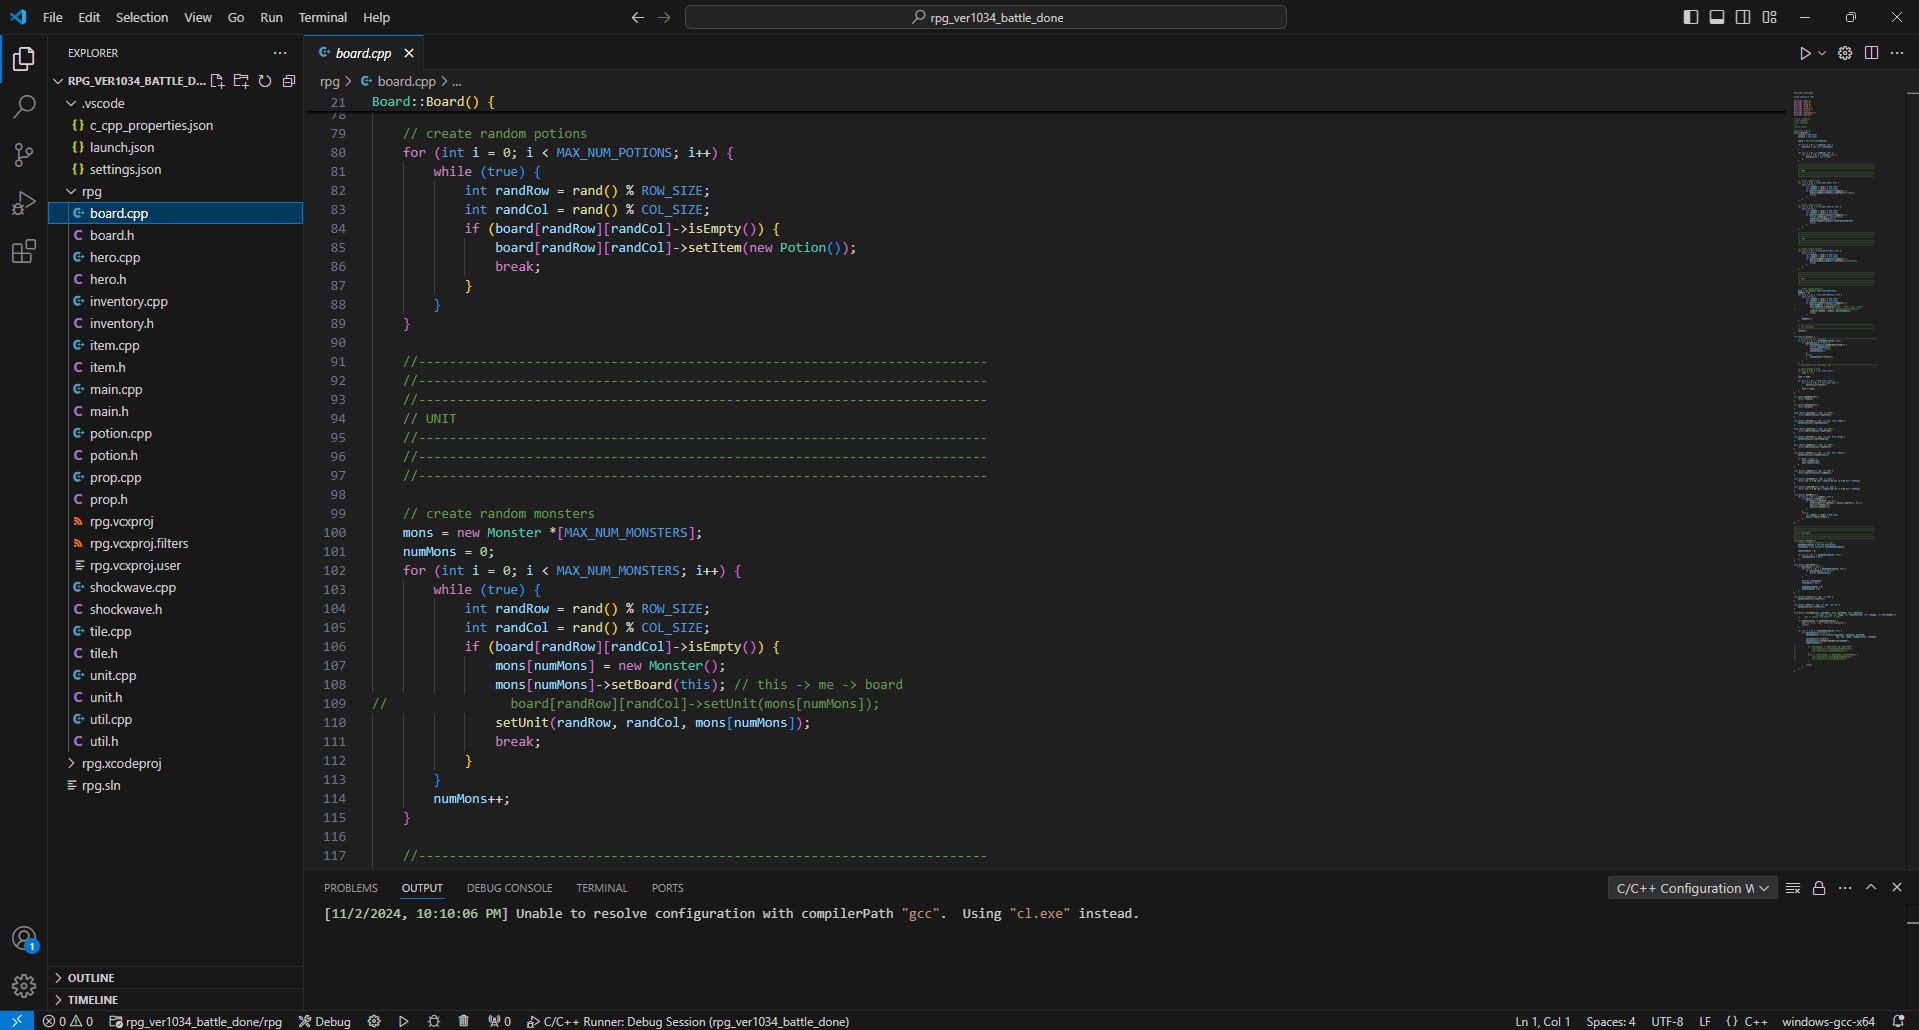 File Edit Selection View Go Run Terminal Help
rpg_ver1034_battle_done
EXPLORER
RPG_VER1034_BATTLE_D...
.vscode
c_cpp_properties.json
launch.json
settings.json
rpg
board.cpp
board.h
hero.cpp
hero.h
inventory.cpp
inventory.h
item.cpp
item.h
main.cpp
main.h
potion.cpp
potion.h
prop.cpp
prop.h
rpg.vcxproj
rpg.vcxproj.filters
rpg.vcxproj.user
shockwave.cpp
shockwave.h
tile.cpp
tile.h
unit.cpp
unit.h
util.cpp
util.h
rpg.xcodeproj
rpg.sln
OUTLINE
TIMELINE
board.cpp
rpg > board.cpp > ...
21 Board::Board() {
78
79 // create random potions
80 for (int i = 0; i < MAX_NUM_POTIONS; i++) {
81 while (true) {
82 int randRow = rand() % ROW_SIZE;
83 int randCol = rand() % COL_SIZE;
84 if (board[randRow][randCol]->isEmpty()) {
85 board[randRow][randCol]->setItem(new Potion());
86 break;
87 }
88 }
89 }
90
91 //--------------------------------------------------------------------------
92 //--------------------------------------------------------------------------
93 //--------------------------------------------------------------------------
94 // UNIT
95 //--------------------------------------------------------------------------
96 //--------------------------------------------------------------------------
97 //--------------------------------------------------------------------------
98
99 // create random monsters
100 mons = new Monster *[MAX_NUM_MONSTERS];
101 numMons = 0;
102 for (int i = 0; i < MAX_NUM_MONSTERS; i++) {
103 while (true) {
104 int randRow = rand() % ROW_SIZE;
105 int randCol = rand() % COL_SIZE;
106 if (board[randRow][randCol]->isEmpty()) {
107 mons[numMons] = new Monster();
108 mons[numMons]->setBoard(this); // this -> me -> board
109 // board[randRow][randCol]->setUnit(mons[numMons]);
110 setUnit(randRow, randCol, mons[numMons]);
111 break;
112 }
113 }
114 numMons++;
115 }
116
117 //--------------------------------------------------------------------------
PROBLEMS OUTPUT DEBUG CONSOLE TERMINAL PORTS
C/C++ Configuration W
[11/2/2024, 10:10:06 PM] Unable to resolve configuration with compilerPath "gcc".  Using "cl.exe" instead.
1
0 0 rpg_ver1034_battle_done/rpg Debug 0 C/C++ Runner: Debug Session (rpg_ver1034_battle_done) Ln 1, Col 1 Spaces: 4 UTF-8 LF {} C++ windows-gcc-x64